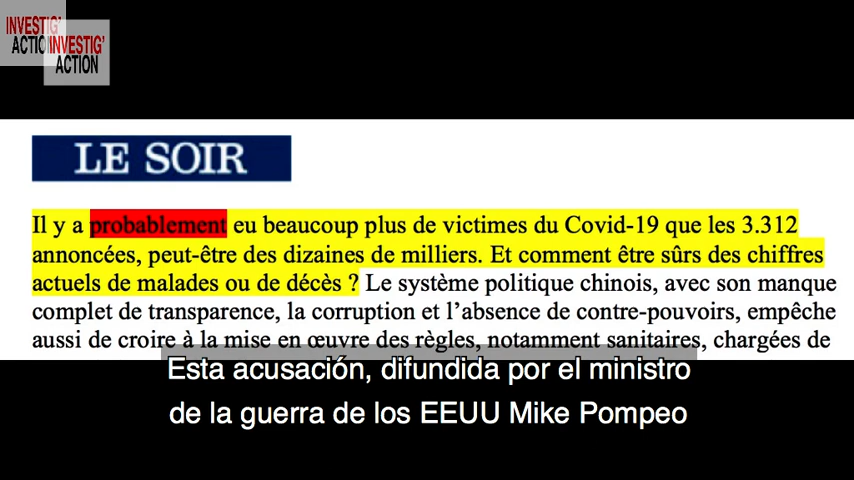 INVESTIG'
ACTION
INVESTIG'
ACTION
LE SOIR
Il y a probablement eu beaucoup plus de victimes du Covid-19 que les 3.312
annoncées, peut-être des dizaines de milliers. Et comment être sûrs des chiffres
actuels de malades ou de décès ? Le système politique chinois, avec son manque
complet de transparence, la corruption et l’absence de contre-pouvoirs, empêche
aussi de croire à la mise en œuvre des règles, notamment sanitaires, chargées de
Esta acusación, difundida por el ministro
de la guerra de los EEUU Mike Pompeo